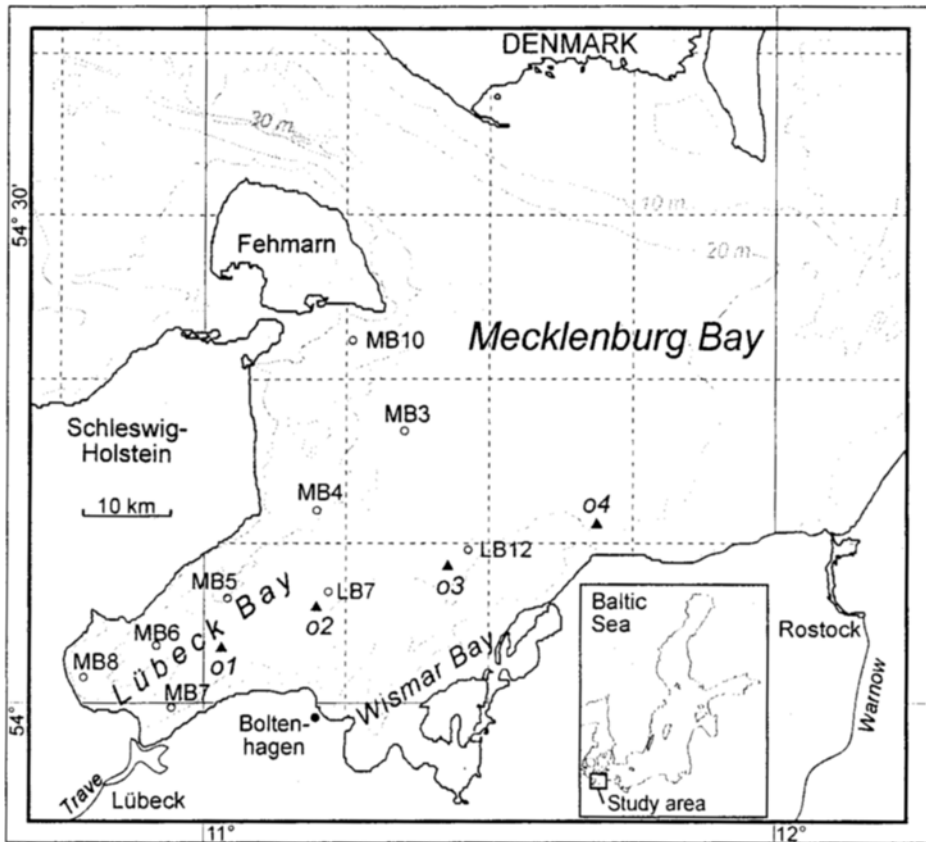 DENMARK
30 m
54° 30'
10 m
Fehmarn
20 m
MB10
Mecklenburg Bay
MB3
Schleswig-
Holstein
10 km
MB4
o4
LB12
MB5
LB7
o3
Baltic
Sea
Lübeck Bay
o2
MB6
Rostock
o1
MB8
Wismar Bay
MB7
54°
Bolten-
hagen
Warnow
Trave
Lübeck
Study area
11°
12°